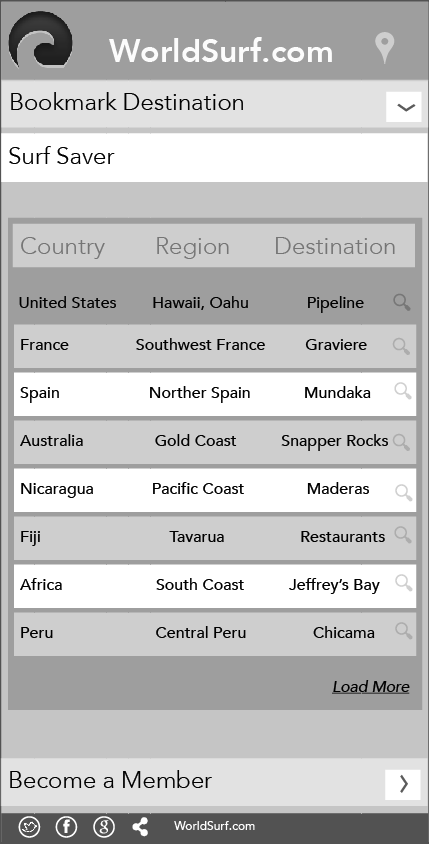 WorldSurf.com
Bookmark Destination
Surf Saver
Country Region Destination
United States Hawaii, Oahu Pipeline
France Southwest France Graviere
Spain Norther Spain Mundaka
Australia Gold Coast Snapper Rocks
Nicaragua Pacific Coast Maderas
Fiji Tavarua Restaurants
Africa South Coast Jeffrey’s Bay
Peru Central Peru Chicama
Load More
Become a Member
WorldSurf.com